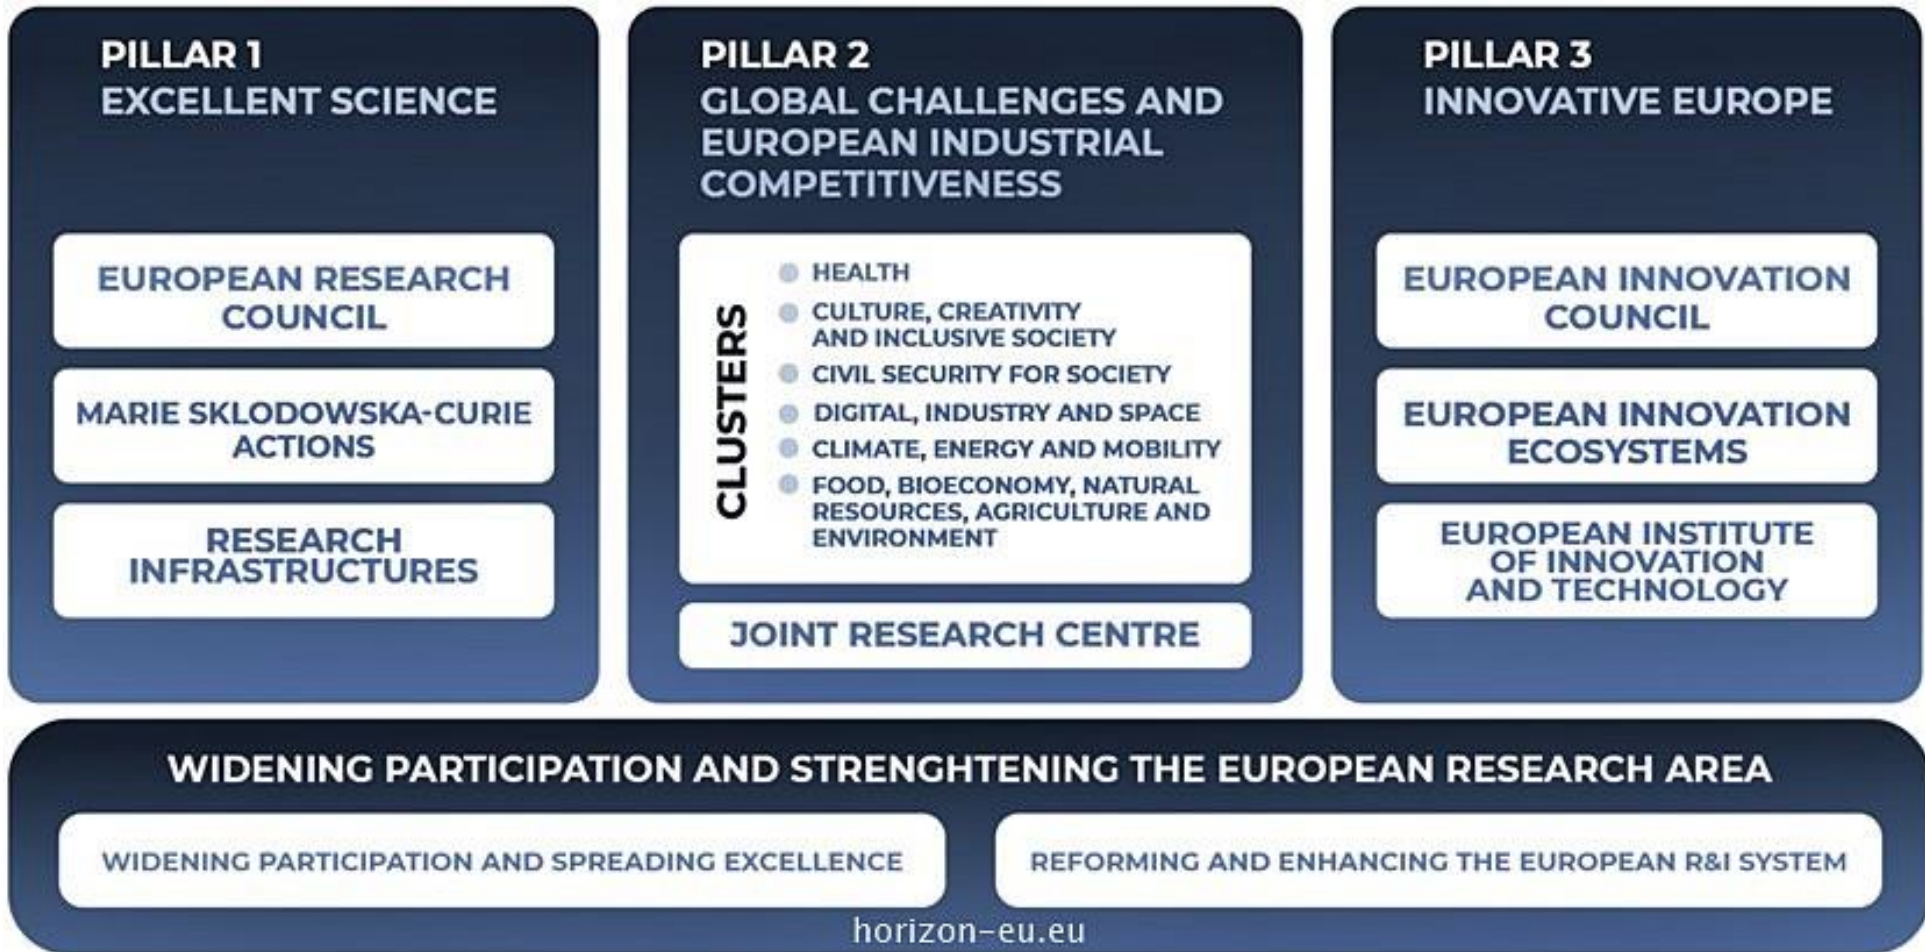 PILLAR 1
EXCELLENT SCIENCE
EUROPEAN RESEARCH
COUNCIL
MARIE SKLODOWSKA-CURIE
ACTIONS
RESEARCH
INFRASTRUCTURES
PILLAR 2
GLOBAL CHALLENGES AND
EUROPEAN INDUSTRIAL
COMPETITIVENESS
CLUSTERS
HEALTH
CULTURE, CREATIVITY
AND INCLUSIVE SOCIETY
CIVIL SECURITY FOR SOCIETY
DIGITAL, INDUSTRY AND SPACE
CLIMATE, ENERGY AND MOBILITY
FOOD, BIOECONOMY, NATURAL
RESOURCES, AGRICULTURE AND
ENVIRONMENT
JOINT RESEARCH CENTRE
PILLAR 3
INNOVATIVE EUROPE
EUROPEAN INNOVATION
COUNCIL
EUROPEAN INNOVATION
ECOSYSTEMS
EUROPEAN INSTITUTE
OF INNOVATION
AND TECHNOLOGY
WIDENING PARTICIPATION AND STRENGHTENING THE EUROPEAN RESEARCH AREA
WIDENING PARTICIPATION AND SPREADING EXCELLENCE
REFORMING AND ENHANCING THE EUROPEAN R&I SYSTEM
horizon-eu.eu